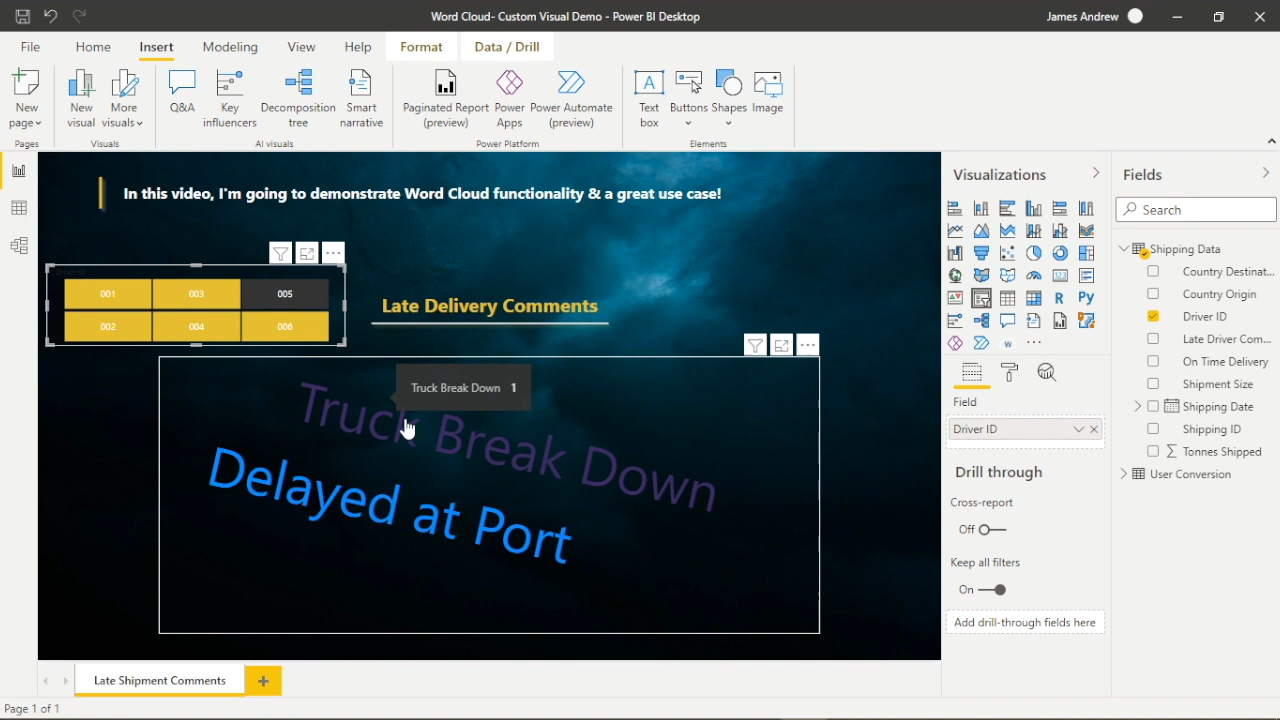 Word Cloud- Custom Visual Demo - Power BI Desktop
James Andrew
File Home Insert Modeling View Help Format Data / Drill
New page
New visual
More visuals
Q&A
Key influencers
Decomposition tree
Smart narrative
Paginated Report (preview)
Power Apps
Power Automate (preview)
Text box
Buttons
Shapes
Image
Pages
Visuals
AI visuals
Power Platform
Elements
In this video, I'm going to demonstrate Word Cloud functionality & a great use case!
Driver ID
001 003 005
002 004 006
Late Delivery Comments
Truck Break Down 1
Truck Break Down
Delayed at Port
Visualizations
R Py
123
W
Field
Driver ID
Drill through
Cross-report
Off
Keep all filters
On
Add drill-through fields here
Fields
Search
Shipping Data
Country Destinat...
Country Origin
Driver ID
Late Driver Com...
On Time Delivery
Shipment Size
Shipping Date
Shipping ID
Σ Tonnes Shipped
User Conversion
Late Shipment Comments
+
Page 1 of 1